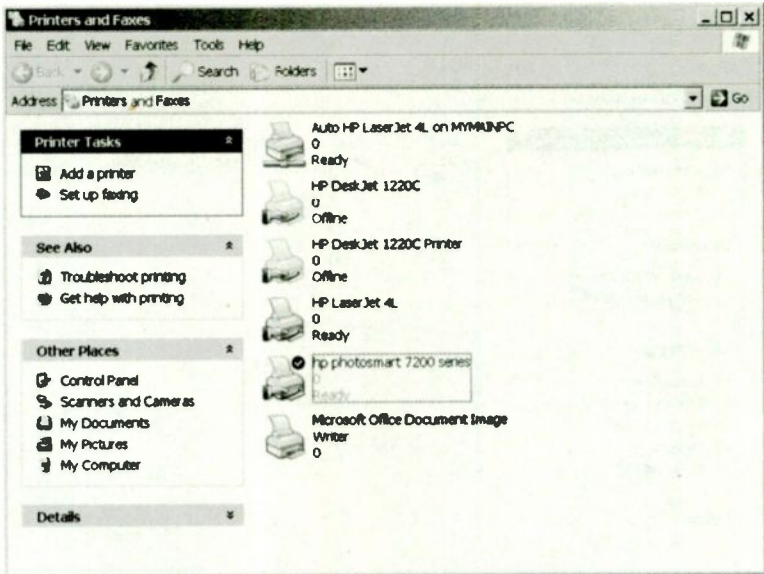 Printers and Faxes
File Edit View Favorites Tools Help
Back Search Folders
Address Printers and Faxes Go
Printer Tasks
Add a printer
Set up faxing
See Also
Troubleshoot printing
Get help with printing
Other Places
Control Panel
Scanners and Cameras
My Documents
My Pictures
My Computer
Details
Auto HP LaserJet 4L on MYMAINPC
0
Ready
HP DeskJet 1220C
0
Offline
HP DeskJet 1220C Printer
0
Offline
HP LaserJet 4L
0
Ready
hp photosmart 7200 series
0
Ready
Microsoft Office Document Image
Writer
0